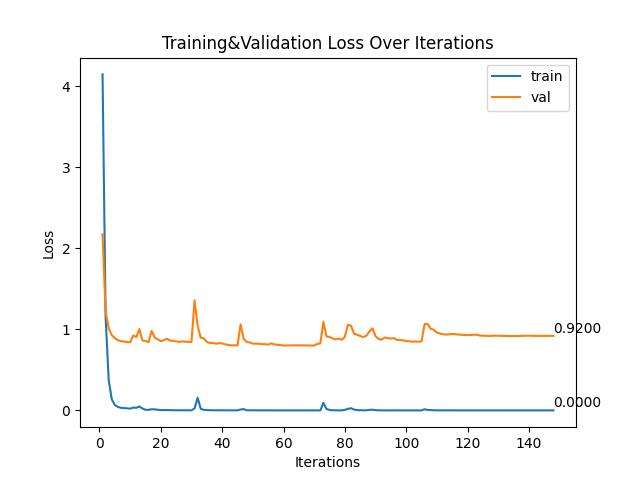 Training&Validation Loss Over Iterations
train
val
4
3
2
1
0
Loss
0.9200
0.0000
0 20 40 60 80 100 120 140
Iterations